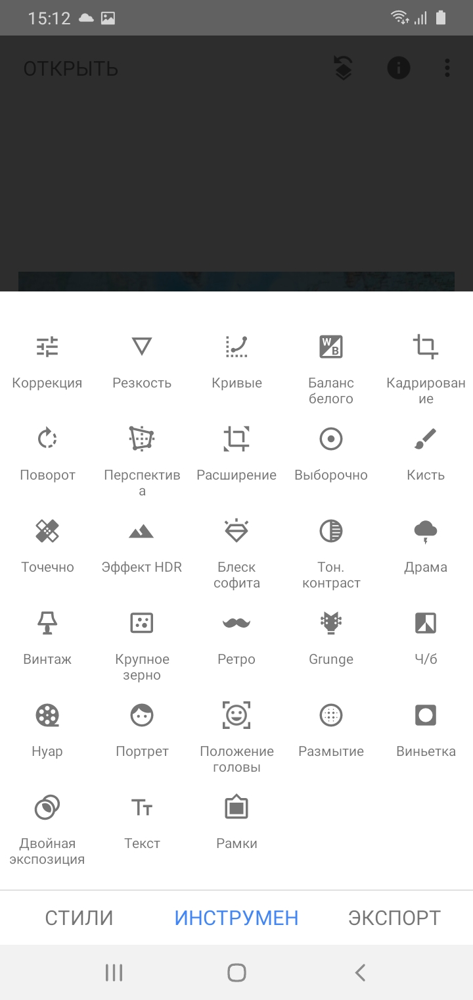 15:12
ОТКРЫТЬ
Коррекция
Резкость
Кривые
Баланс
белого
Кадрирован
ие
Поворот
Перспектив
а
Расширение
Выборочно
Кисть
Точечно
Эффект HDR
Блеск
софита
Тон.
контраст
Драма
Винтаж
Крупное
зерно
Ретро
Grunge
Ч/б
Нуар
Портрет
Положение
головы
Размытие
Виньетка
Двойная
экспозиция
Текст
Рамки
СТИЛИ
ИНСТРУМЕН
ЭКСПОРТ